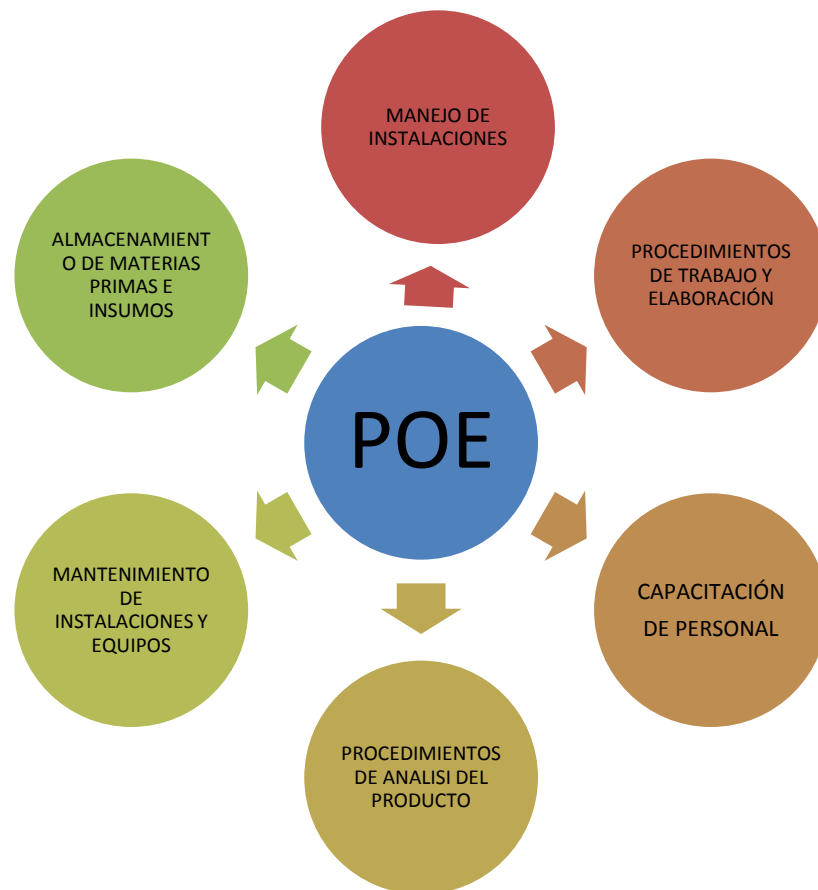 MANEJO DE
INSTALACIONES
ALMACENAMIENT
O DE MATERIAS
PRIMAS E
INSUMOS
PROCEDIMIENTOS
DE TRABAJO Y
ELABORACIÓN
POE
MANTENIMIENTO
DE
INSTALACIONES Y
EQUIPOS
CAPACITACIÓN
DE PERSONAL
PROCEDIMIENTOS
DE ANALISI DEL
PRODUCTO